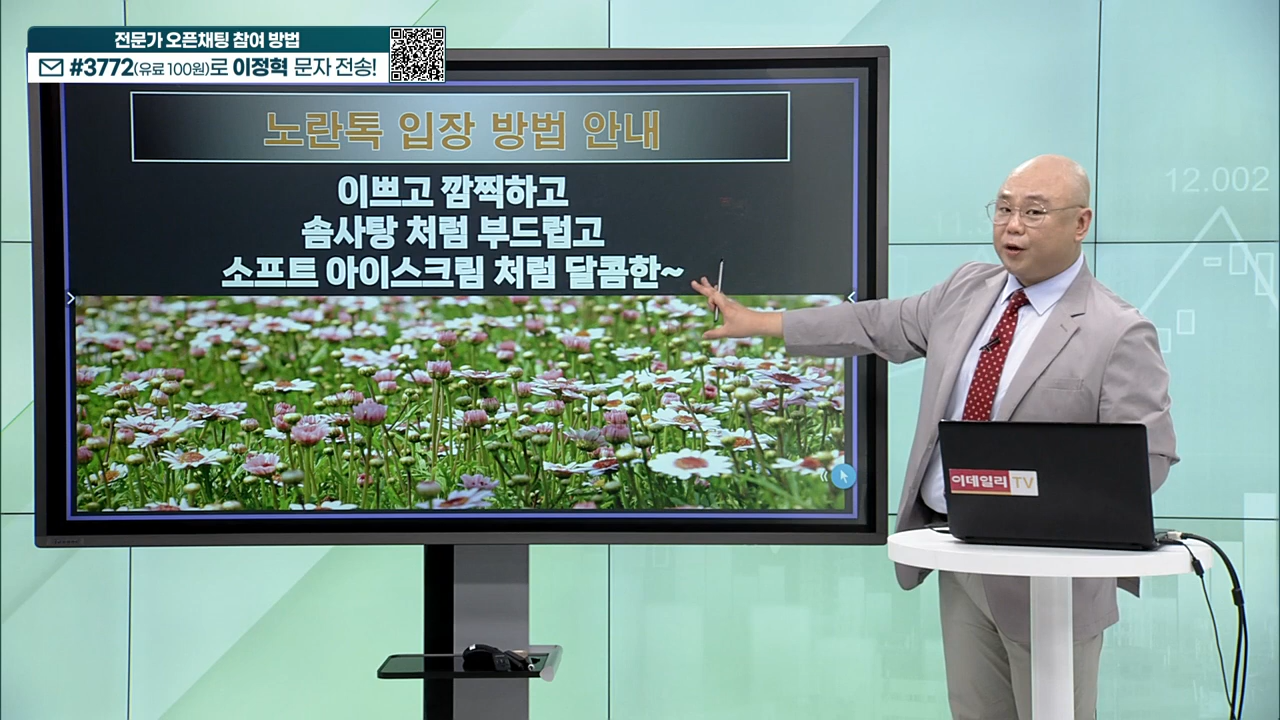 전문가 오픈채팅 참여 방법
#3772(유료 100원)로 이정혁 문자 전송!
노란톡 입장 방법 안내
이쁘고 깜찍하고
솜사탕 처럼 부드럽고
소프트 아이스크림 처럼 달콤한~
12.002
이데일리TV